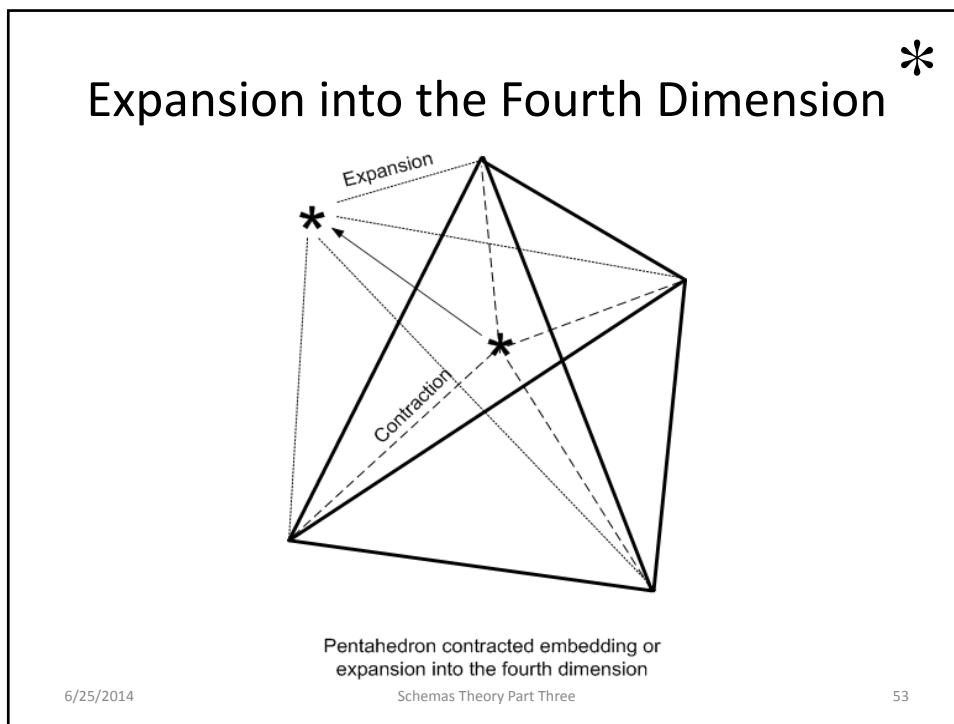 *
Expansion into the Fourth Dimension
Expansion
*
*
Contraction
Pentahedron contracted embedding or
expansion into the fourth dimension
6/25/2014
Schemas Theory Part Three
53